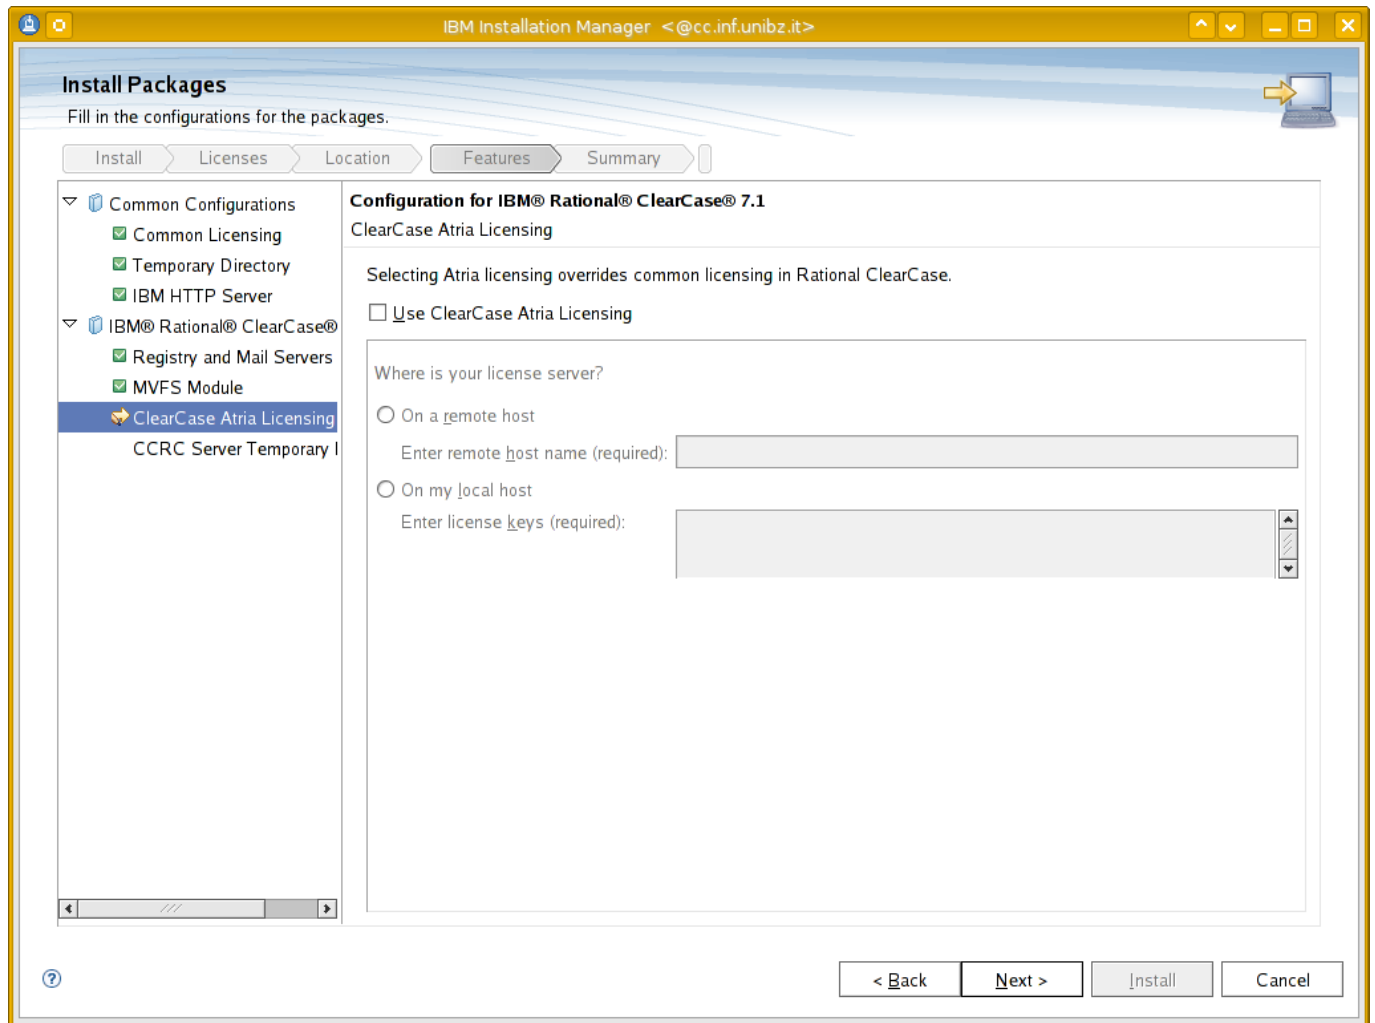 IBM Installation Manager <@cc.inf.unibz.it>
Install Packages
Fill in the configurations for the packages.
Install Licenses Location Features Summary
Common Configurations
Common Licensing
Temporary Directory
IBM HTTP Server
IBM® Rational® ClearCase®
Registry and Mail Servers
MVFS Module
ClearCase Atria Licensing
CCRC Server Temporary
Configuration for IBM® Rational® ClearCase® 7.1
ClearCase Atria Licensing
Selecting Atria licensing overrides common licensing in Rational ClearCase.
Use ClearCase Atria Licensing
Where is your license server?
On a remote host
Enter remote host name (required):
On my local host
Enter license keys (required):
?
< Back Next > Install Cancel